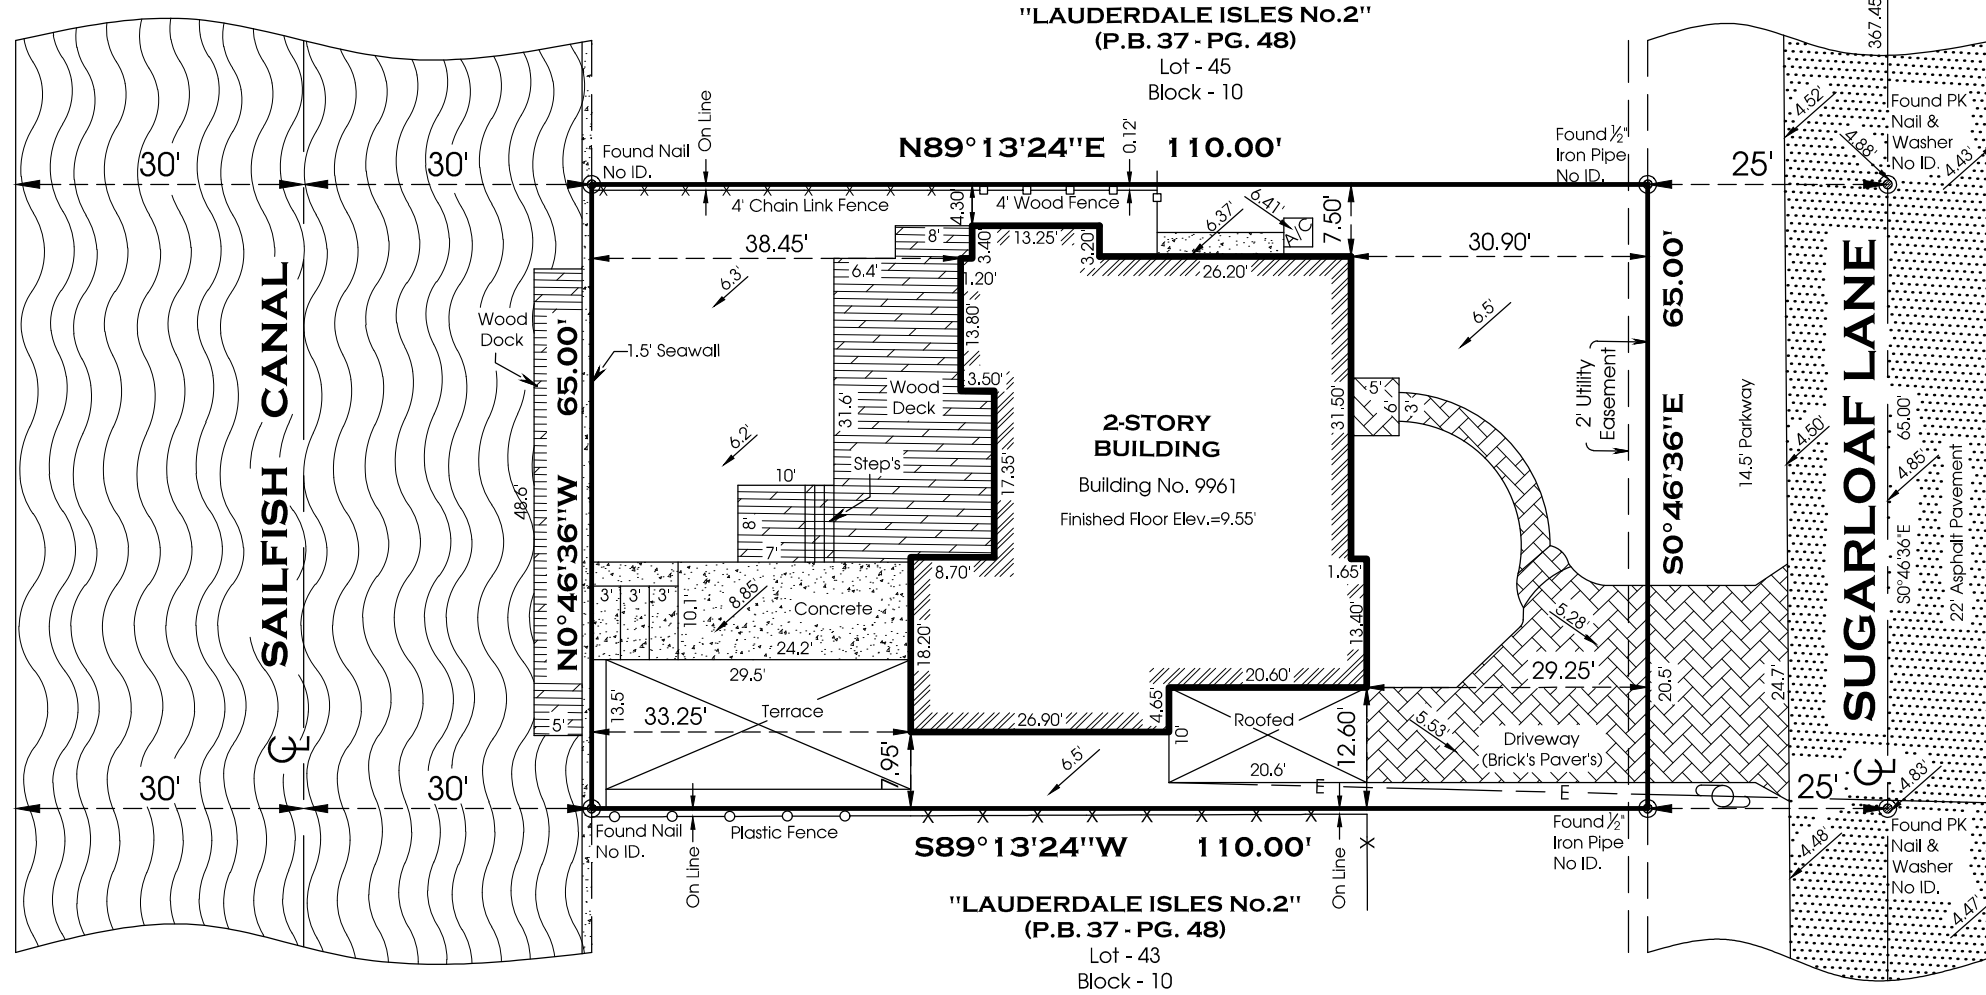 "LAUDERDALE ISLES No.2"
(P.B. 37 - PG. 48)
Lot - 45
Block - 10
367.45'
N89°13'24"E 110.00'
On Line
0.12'
Found Nail
No ID.
Found ½"
Iron Pipe
No ID.
4.52'
Found PK
Nail &
Washer
No ID.
4.88'
4.43'
30'
30'
25'
4' Chain Link Fence
4.30'
4' Wood Fence
6.37'
6.41'
A/C
7.50'
38.45'
8'
3.40'
13.25'
3.20'
30.90'
6.4'
1.20'
26.20'
6.3'
13.80'
6.5'
65.00'
Wood
Dock
1.5' Seawall
65.00'
SAILFISH CANAL
SUGARLOAF LANE
3.50'
Wood
Deck
31.6'
31.50'
5'
6'
3'
2' Utility
Easement
14.5' Parkway
65.00'
2-STORY
BUILDING
Building No. 9961
Finished Floor Elev.=9.55'
6.2'
Step's
10'
17.35'
4.50'
4.85'
48.6'
8'
7'
N0°46'36"W
S0°46'36"E
S0°46'36"E
22' Asphalt Pavement
8.70'
1.65'
3'
3'
3'
10.1'
8.85'
Concrete
5.28'
24.2'
18.20'
13.40'
29.5'
20.60'
29.25'
20.5'
24.7'
13.5'
33.25'
Terrace
26.90'
4.65'
10'
Roofed
12.60'
5.53'
Driveway
(Brick's Paver's)
5'
CL
CL
7.95'
6.5'
20.6'
E
E
30'
30'
25'
4.83'
Found Nail
No ID.
Plastic Fence
On Line
S89°13'24"W 110.00'
On Line
Found ½"
Iron Pipe
No ID.
4.48'
Found PK
Nail &
Washer
No ID.
4.47'
"LAUDERDALE ISLES No.2"
(P.B. 37 - PG. 48)
Lot - 43
Block - 10